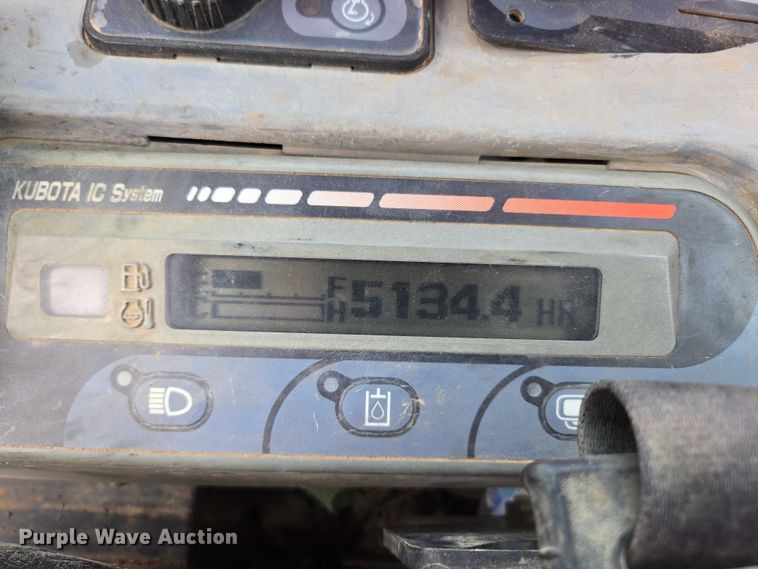 KUBOTA IC System
F
H 5134.4 HR
Purple Wave Auction